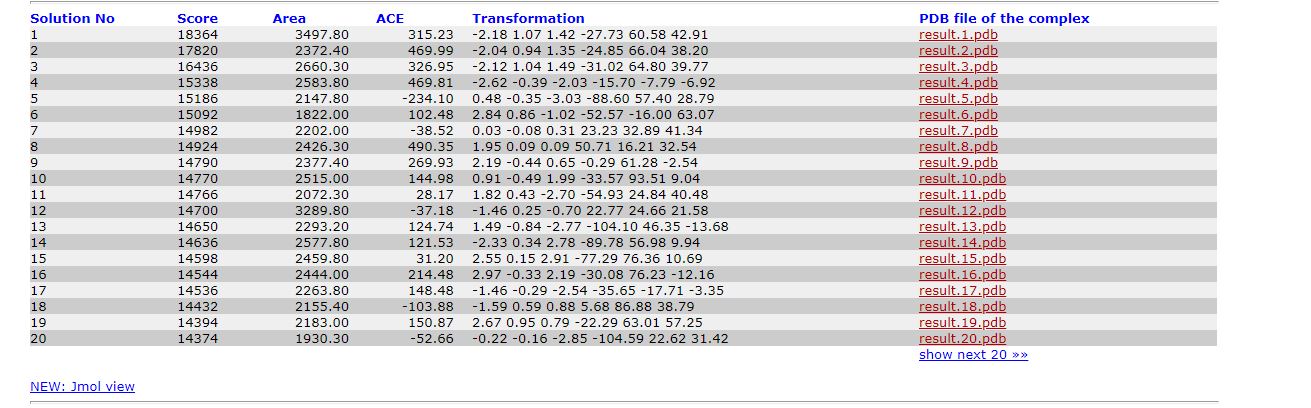 Solution No Score Area ACE Transformation PDB file of the complex
1 18364 3497.80 315.23 -2.18 1.07 1.42 -27.73 60.58 42.91 result.1.pdb
2 17820 2372.40 469.99 -2.04 0.94 1.35 -24.85 66.04 38.20 result.2.pdb
3 16436 2660.30 326.95 -2.12 1.04 1.49 -31.02 64.80 39.77 result.3.pdb
4 15338 2583.80 469.81 -2.62 -0.39 -2.03 -15.70 -7.79 -6.92 result.4.pdb
5 15186 2147.80 -234.10 0.48 -0.35 -3.03 -88.60 57.40 28.79 result.5.pdb
6 15092 1822.00 102.48 2.84 0.86 -1.02 -52.57 -16.00 63.07 result.6.pdb
7 14982 2202.00 -38.52 0.03 -0.08 0.31 23.23 32.89 41.34 result.7.pdb
8 14924 2426.30 490.35 1.95 0.09 0.09 50.71 16.21 32.54 result.8.pdb
9 14790 2377.40 269.93 2.19 -0.44 0.65 -0.29 61.28 -2.54 result.9.pdb
10 14770 2515.00 144.98 0.91 -0.49 1.99 -33.57 93.51 9.04 result.10.pdb
11 14766 2072.30 28.17 1.82 0.43 -2.70 -54.93 24.84 40.48 result.11.pdb
12 14700 3289.80 -37.18 -1.46 0.25 -0.70 22.77 24.66 21.58 result.12.pdb
13 14650 2293.20 124.74 1.49 -0.84 -2.77 -104.10 46.35 -13.68 result.13.pdb
14 14636 2577.80 121.53 -2.33 0.34 2.78 -89.78 56.98 9.94 result.14.pdb
15 14598 2459.80 31.20 2.55 0.15 2.91 -77.29 76.36 10.69 result.15.pdb
16 14544 2444.00 214.48 2.97 -0.33 2.19 -30.08 76.23 -12.16 result.16.pdb
17 14536 2263.80 148.48 -1.46 -0.29 -2.54 -35.65 -17.71 -3.35 result.17.pdb
18 14432 2155.40 -103.88 -1.59 0.59 0.88 5.68 86.88 38.79 result.18.pdb
19 14394 2183.00 150.87 2.67 0.95 0.79 -22.29 63.01 57.25 result.19.pdb
20 14374 1930.30 -52.66 -0.22 -0.16 -2.85 -104.59 22.62 31.42 result.20.pdb
show next 20 »»
NEW: Jmol view